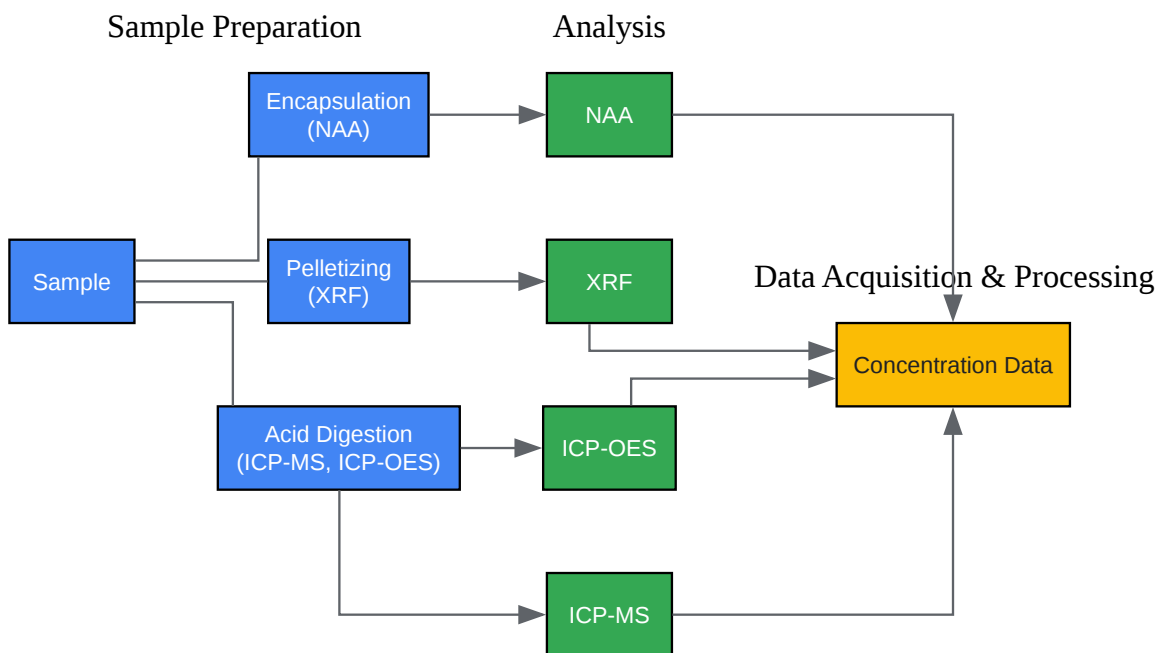 Sample Preparation
Analysis
Encapsulation
(NAA)
NAA
Sample
Pelletizing
(XRF)
XRF
Data Acquisition & Processing
Concentration Data
Acid Digestion
(ICP-MS, ICP-OES)
ICP-OES
ICP-MS